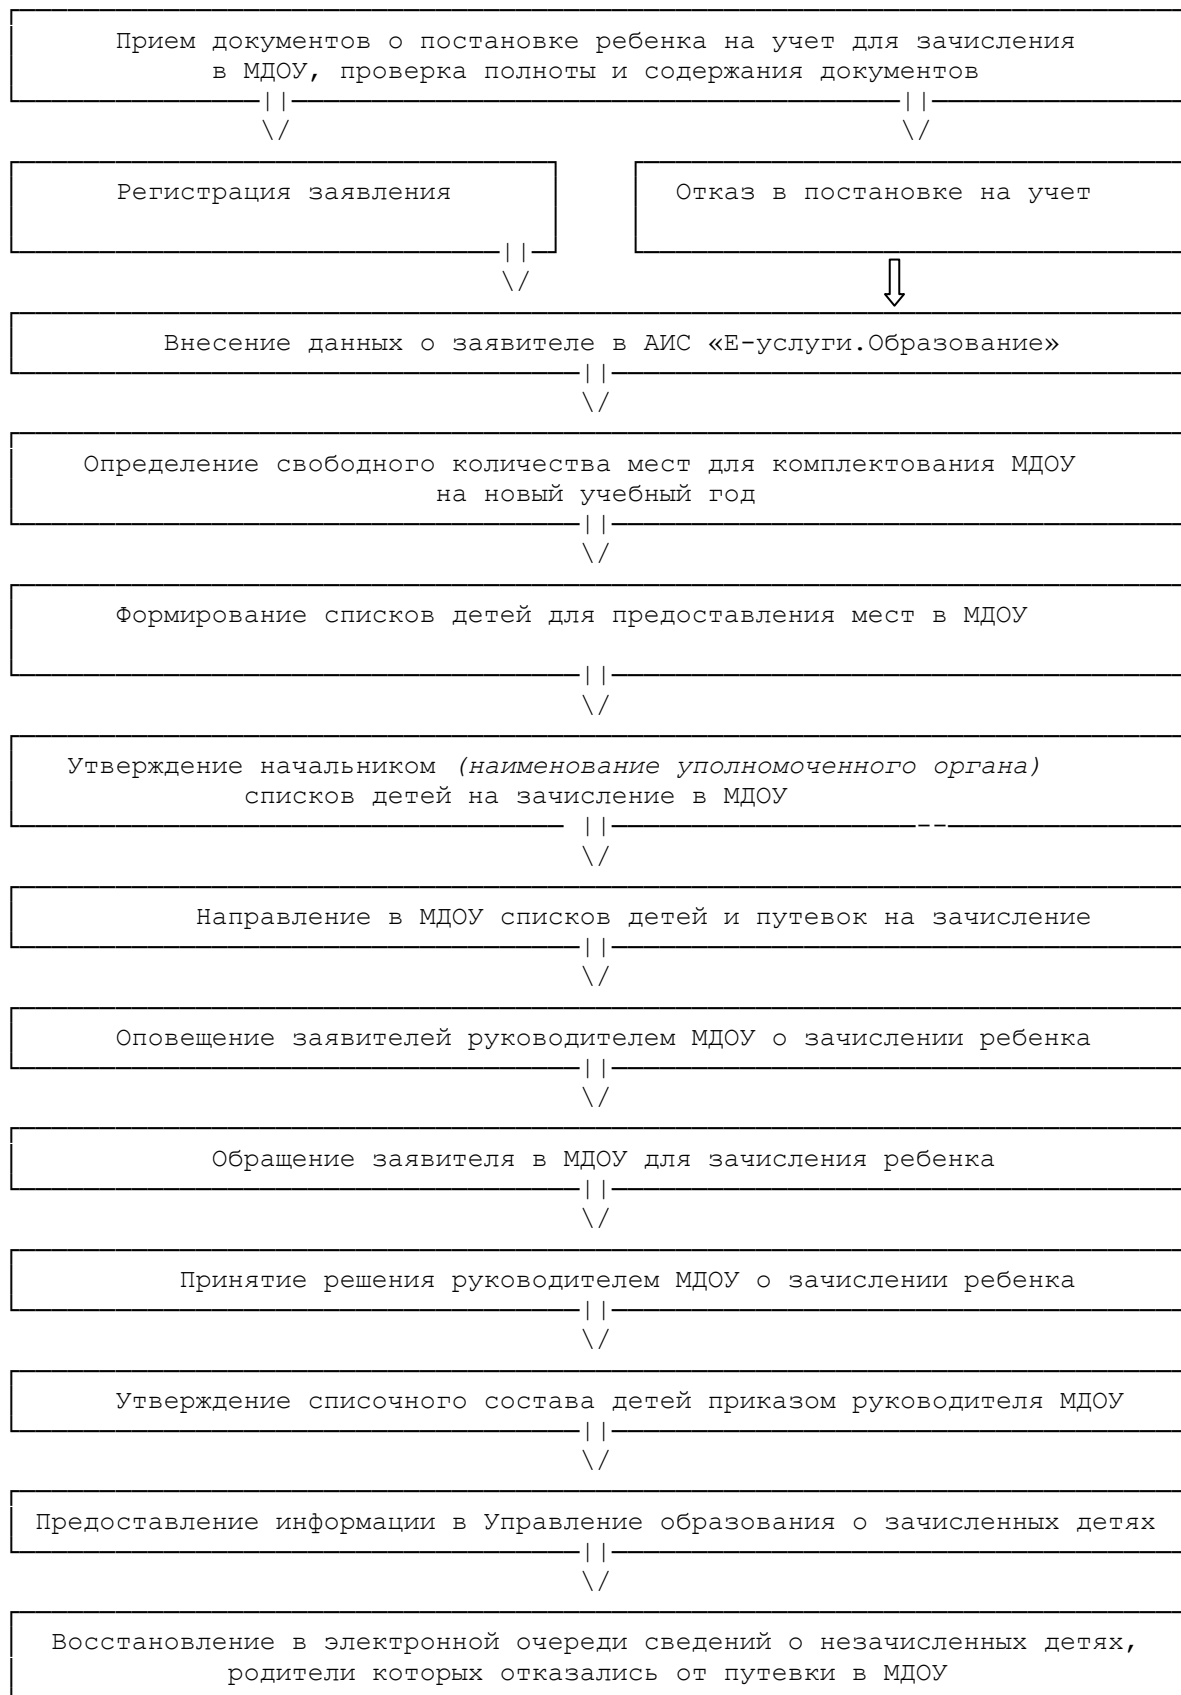 Прием документов о постановке ребенка на учет для зачисления
в МДОУ, проверка полноты и содержания документов
Регистрация заявления
Отказ в постановке на учет
Внесение данных о заявителе в АИС «Е-услуги.Образование»
Определение свободного количества мест для комплектования МДОУ
на новый учебный год
Формирование списков детей для предоставления мест в МДОУ
Утверждение начальником (наименование уполномоченного органа)
списков детей на зачисление в МДОУ
Направление в МДОУ списков детей и путевок на зачисление
Оповещение заявителей руководителем МДОУ о зачислении ребенка
Обращение заявителя в МДОУ для зачисления ребенка
Принятие решения руководителем МДОУ о зачислении ребенка
Утверждение списочного состава детей приказом руководителя МДОУ
Предоставление информации в Управление образования о зачисленных детях
Восстановление в электронной очереди сведений о незачисленных детях,
родители которых отказались от путевки в МДОУ